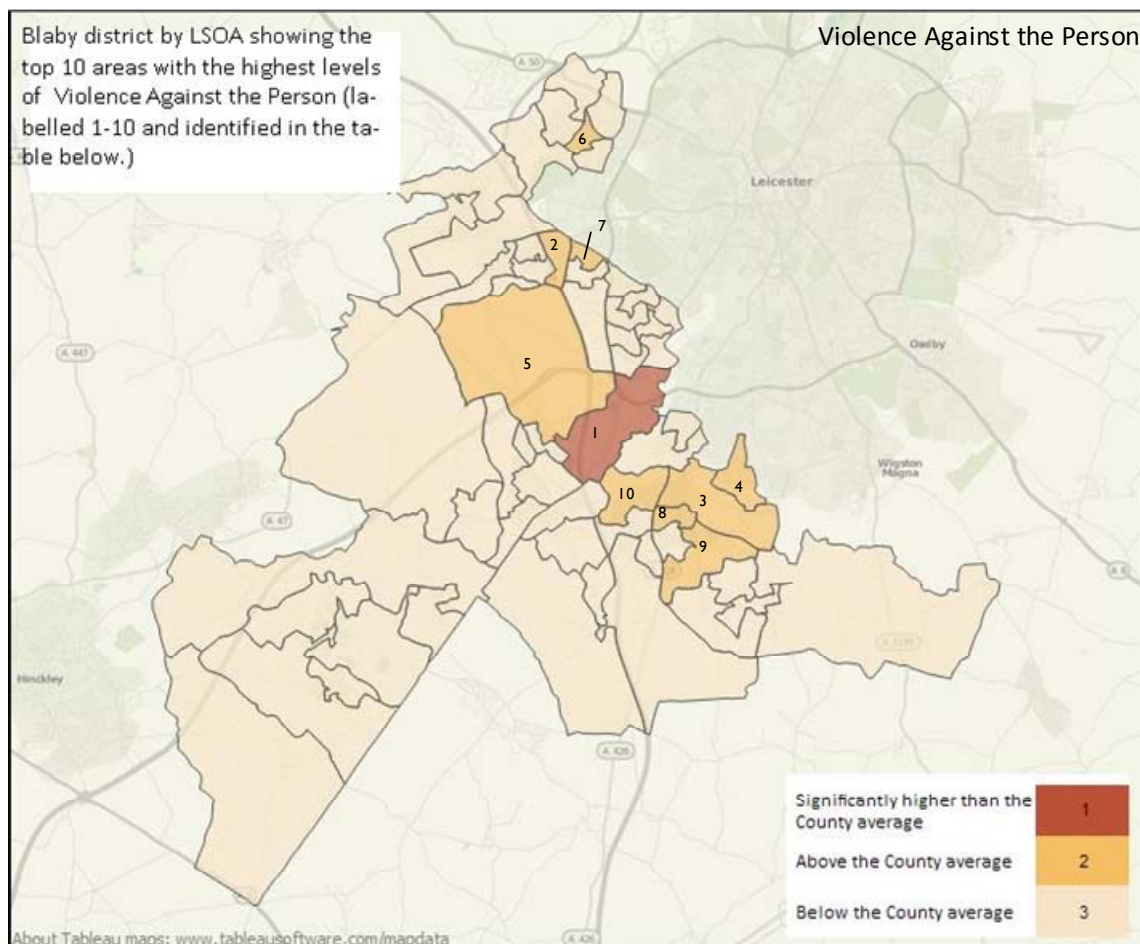 Blaby district by LSOA showing the
top 10 areas with the highest levels
of Violence Against the Person (la-
belled 1-10 and identified in the ta-
ble below.)
Violence Against the Person
A 50
6
Leicester
7
2
A 447
Oadby
5
1
Wigston
Magna
4
10
3
8
A 47
9
A 6
Hinckley
A 426
Significantly higher than the
County average
1
Above the County average
2
Below the County average
3
About Tableau maps: www.tableausoftware.com/mapdata
A 426